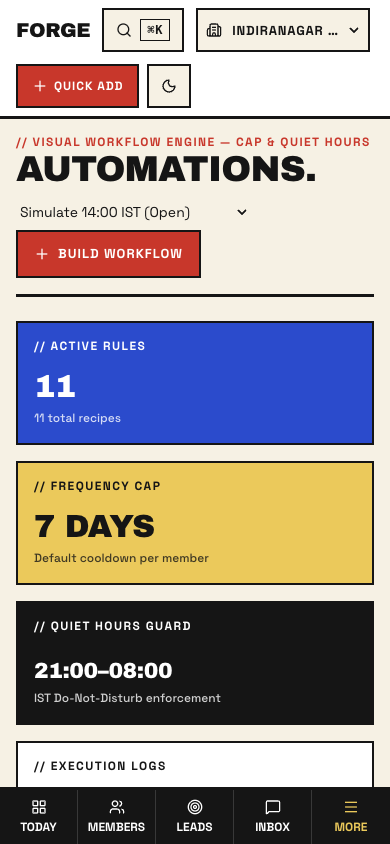 FORGE
⌘K
INDIRANAGAR ...
QUICK ADD
// VISUAL WORKFLOW ENGINE — CAP & QUIET HOURS
AUTOMATIONS.
Simulate 14:00 IST (Open)
BUILD WORKFLOW
// ACTIVE RULES
11
11 total recipes
// FREQUENCY CAP
7 DAYS
Default cooldown per member
// QUIET HOURS GUARD
21:00–08:00
IST Do-Not-Disturb enforcement
// EXECUTION LOGS
TODAY
MEMBERS
LEADS
INBOX
MORE